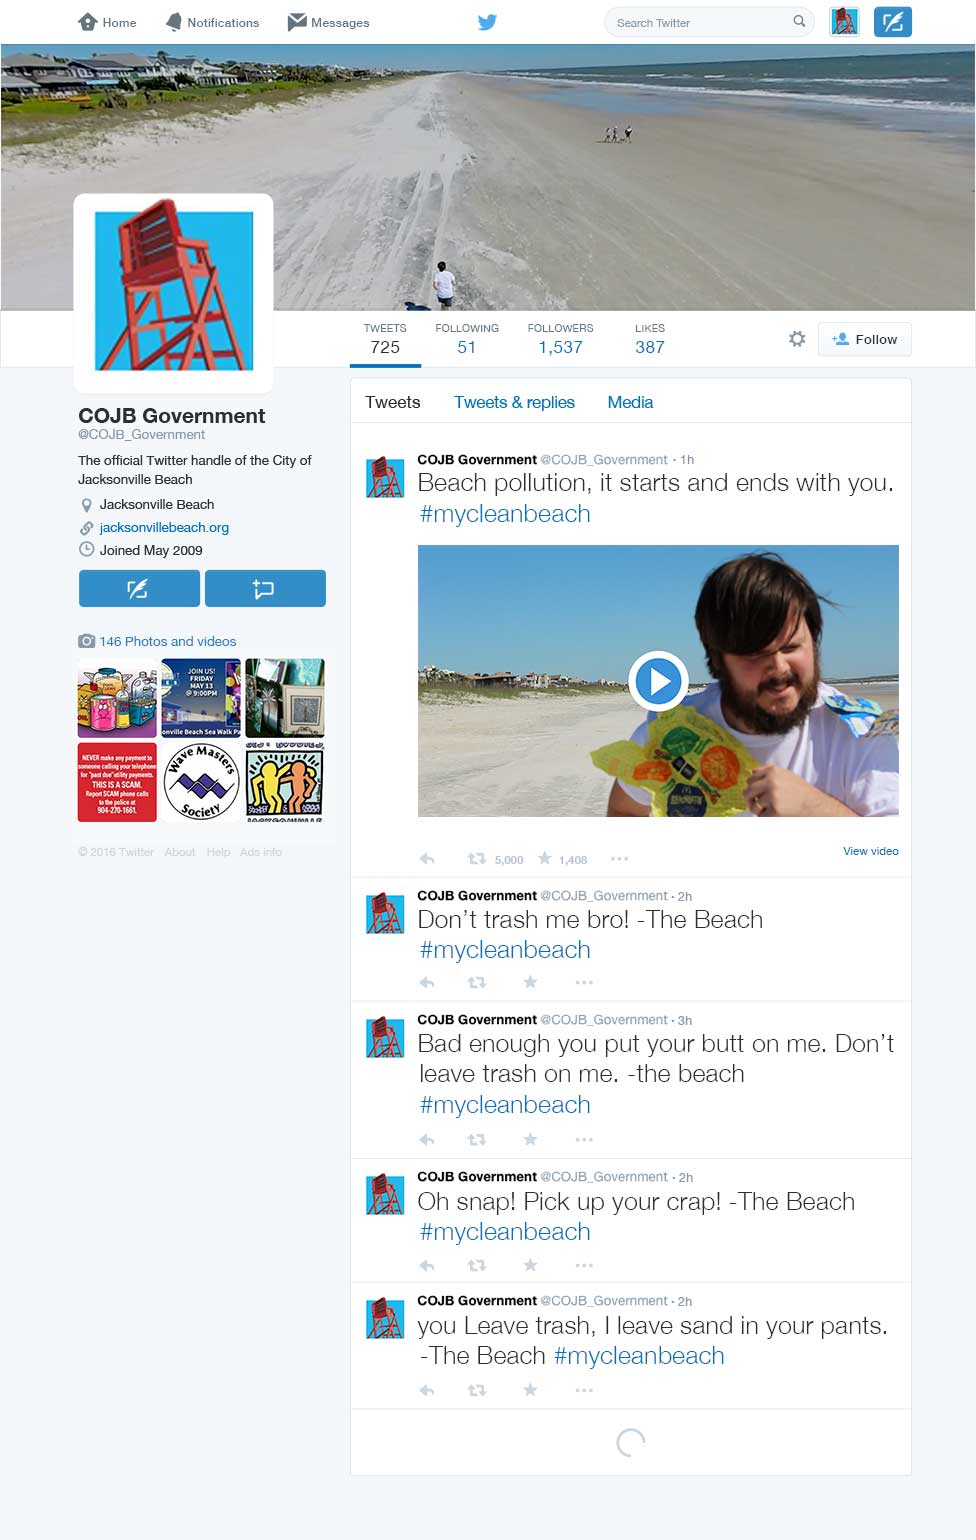 Home Notifications Messages Search Twitter
TWEETS FOLLOWING FOLLOWERS LIKES
725 51 1,537 387
Follow
COJB Government
@COJB_Government
The official Twitter handle of the City of
Jacksonville Beach
Jacksonville Beach
jacksonvillebeach.org
Joined May 2009
146 Photos and videos
JOIN US!
FRIDAY
MAY 13
@ 9:00PM
onville Beach Sea Walk Pa
NEVER make any payment to
someone calling your telephone
for "past due" utility payments.
THIS IS A SCAM.
Report SCAM phone calls
to the police at
904-270-1661.
Wave Masters
Society
© 2016 Twitter About Help Ads info
Tweets Tweets & replies Media
COJB Government @COJB_Government · 1h
Beach pollution, it starts and ends with you.
#mycleanbeach
5,000 1,408
View video
COJB Government @COJB_Government · 2h
Don’t trash me bro! -The Beach
#mycleanbeach
COJB Government @COJB_Government · 3h
Bad enough you put your butt on me. Don’t
leave trash on me. -the beach
#mycleanbeach
COJB Government @COJB_Government · 2h
Oh snap! Pick up your crap! -The Beach
#mycleanbeach
COJB Government @COJB_Government · 2h
you Leave trash, I leave sand in your pants.
-The Beach #mycleanbeach